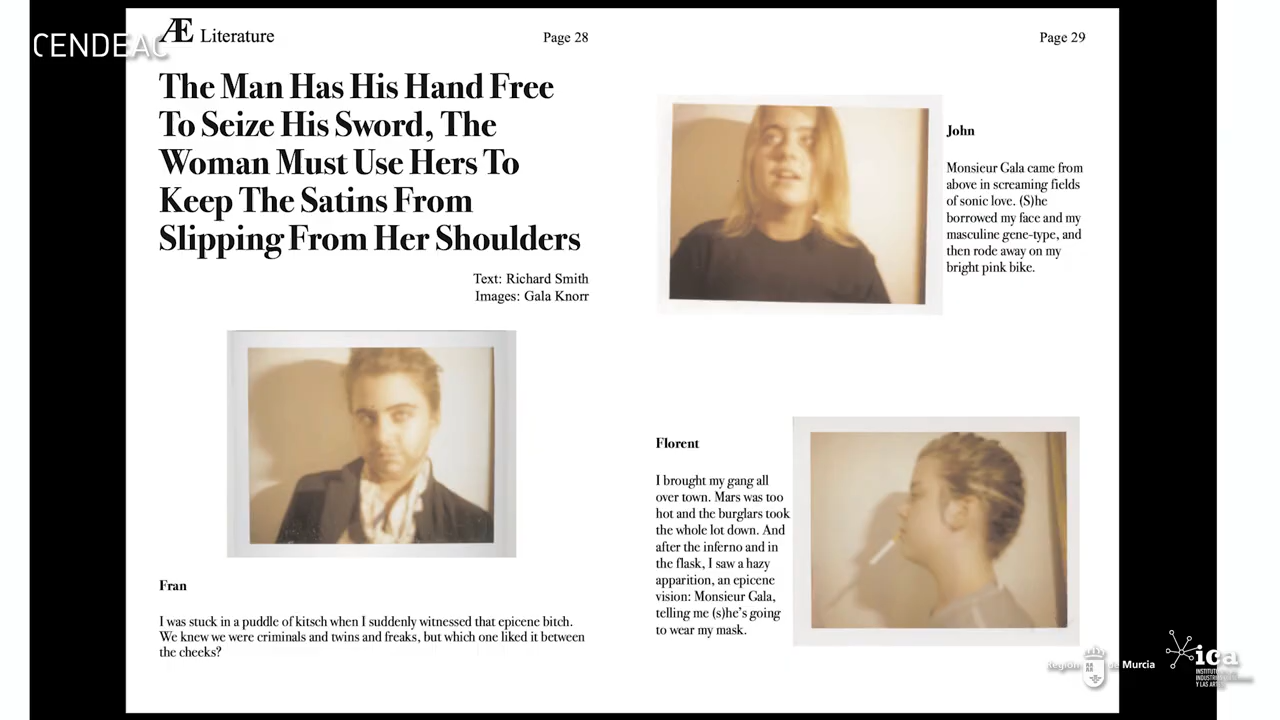 CENDEAC
Æ Literature
Page 28
The Man Has His Hand Free
To Seize His Sword, The
Woman Must Use Hers To
Keep The Satins From
Slipping From Her Shoulders
Text: Richard Smith
Images: Gala Knorr
Fran
I was stuck in a puddle of kitsch when I suddenly witnessed that epicene bitch.
We knew we were criminals and twins and freaks, but which one liked it between
the cheeks?
Page 29
John
Monsieur Gala came from
above in screaming fields
of sonic love. (S)he
borrowed my face and my
masculine gene-type, and
then rode away on my
bright pink bike.
Florent
I brought my gang all
over town. Mars was too
hot and the burglars took
the whole lot down. And
after the inferno and in
the flask, I saw a hazy
apparition, an epicene
vision: Monsieur Gala,
telling me (s)he's going
to wear my mask.
Región de Murcia
ica
INSTITUTO
Y LAS ARTES